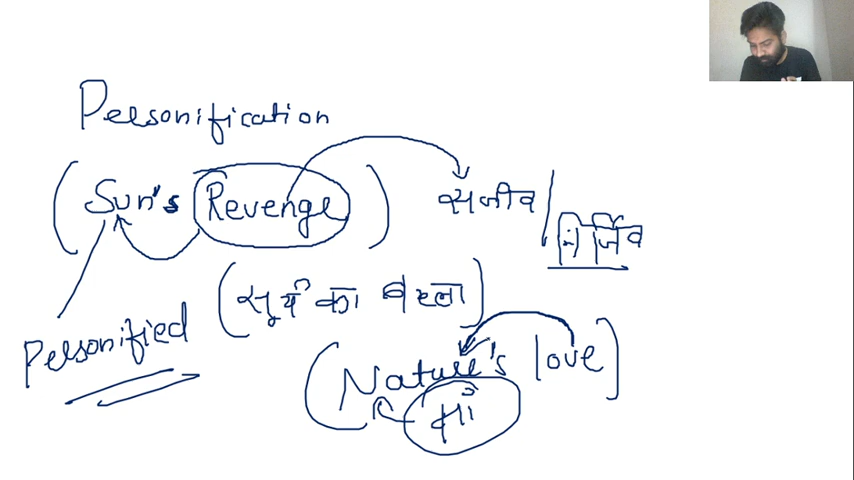 Personification
(Sun's Revenge) सजीव/निर्जिव
(सूर्य का बदला)
Personified
(Nature's love)
माँ